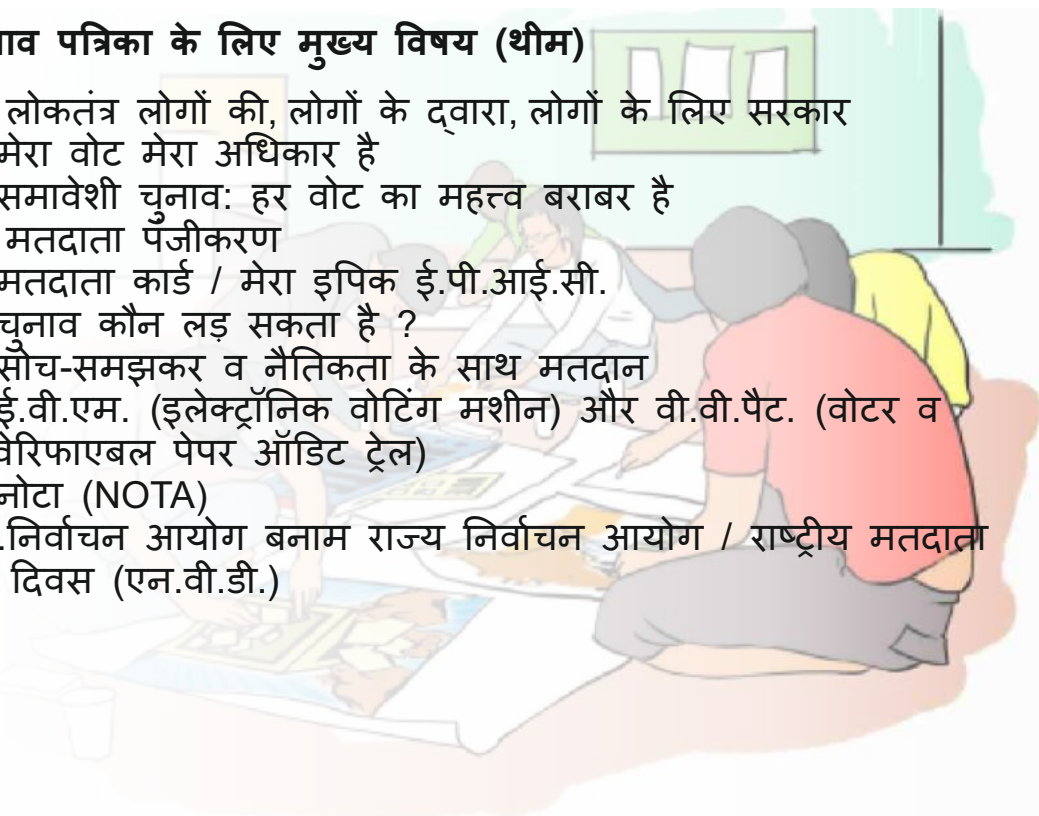 नाव पत्रिका के लिए मुख्य विषय (थीम)
लोकतंत्र लोगों की, लोगों के द्वारा, लोगों के लिए सरकार
मेरा वोट मेरा अधिकार है
समावेशी चुनाव: हर वोट का महत्त्व बराबर है
मतदाता पंजीकरण
मतदाता कार्ड / मेरा इपिक ई.पी.आई.सी.
चुनाव कौन लड़ सकता है ?
सोच-समझकर व नैतिकता के साथ मतदान
ई.वी.एम. (इलेक्ट्रॉनिक वोटिंग मशीन) और वी.वी.पैट. (वोटर व
वेरिफाएबल पेपर ऑडिट ट्रेल)
नोटा (NOTA)
.निर्वाचन आयोग बनाम राज्य निर्वाचन आयोग / राष्ट्रीय मतदाता
दिवस (एन.वी.डी.)